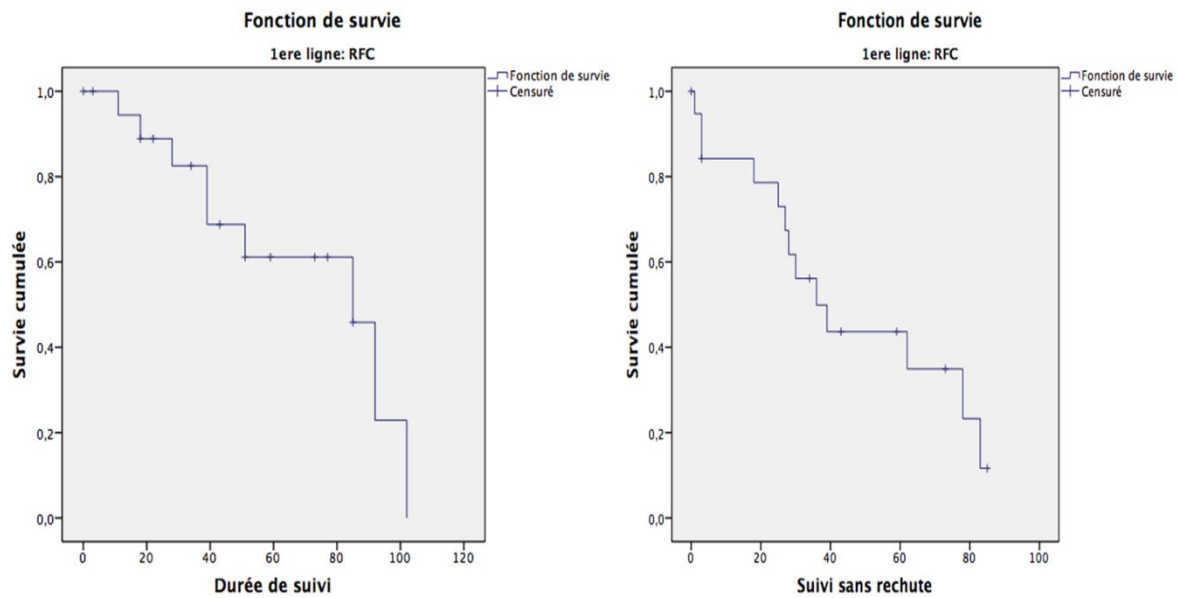 Fonction de survie
1ere ligne: RFC
Fonction de survie
Censuré
1,0
0,8
0,6
0,4
0,2
0,0
Survie cumulée
0 20 40 60 80 100 120
Durée de suivi
Fonction de survie
1ere ligne: RFC
Fonction de survie
Censuré
1,0
0,8
0,6
0,4
0,2
0,0
Survie cumulée
0 20 40 60 80 100
Suivi sans rechute